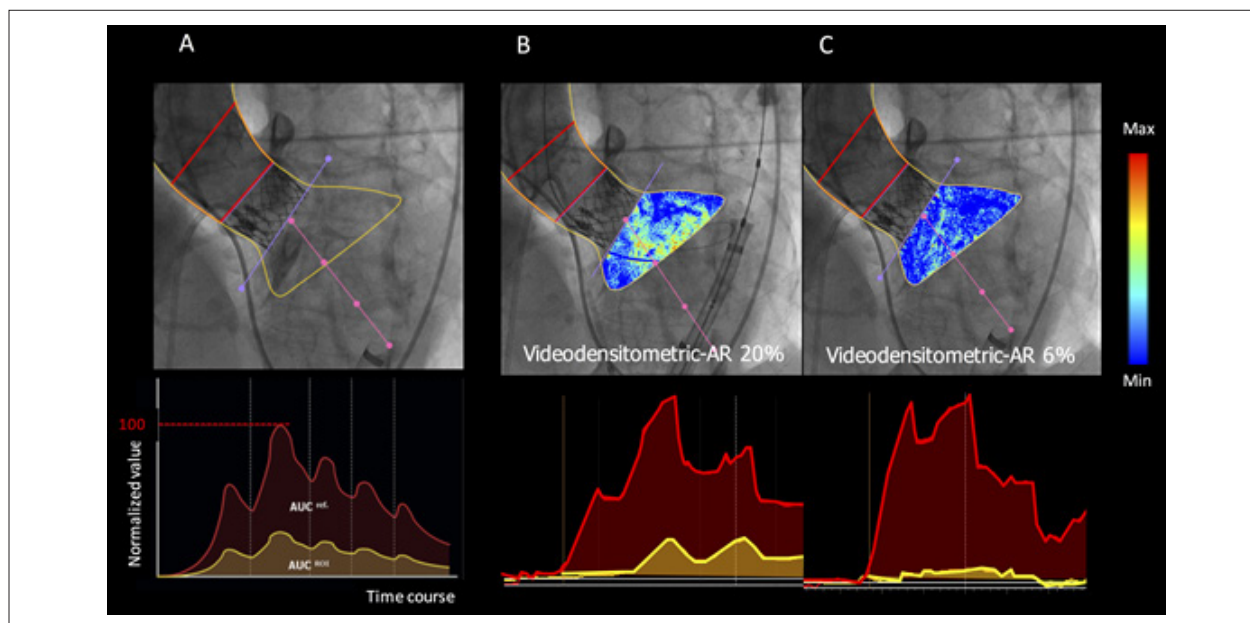 A
B
C
Videodensitometric-AR 20%
Videodensitometric-AR 6%
Max
Min
100
Normalized value
AUC ref.
AUC ROI
Time course